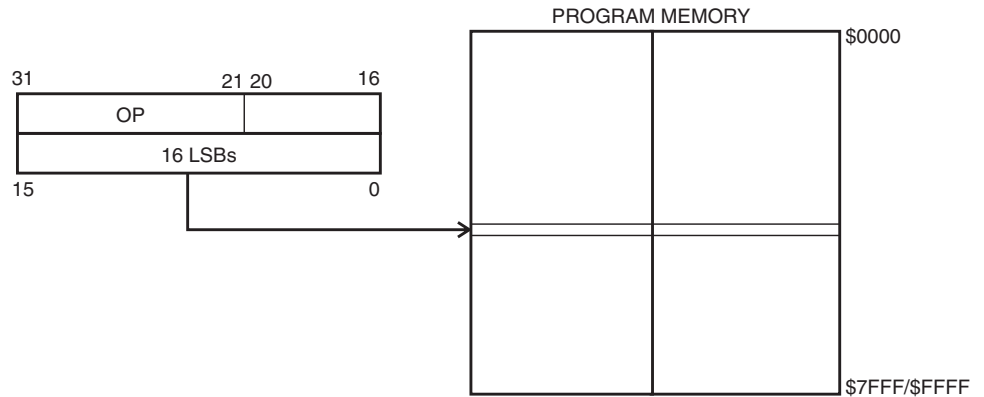 PROGRAM MEMORY
$0000
31 21 20 16
OP
16 LSBs
15 0
$7FFF/$FFFF